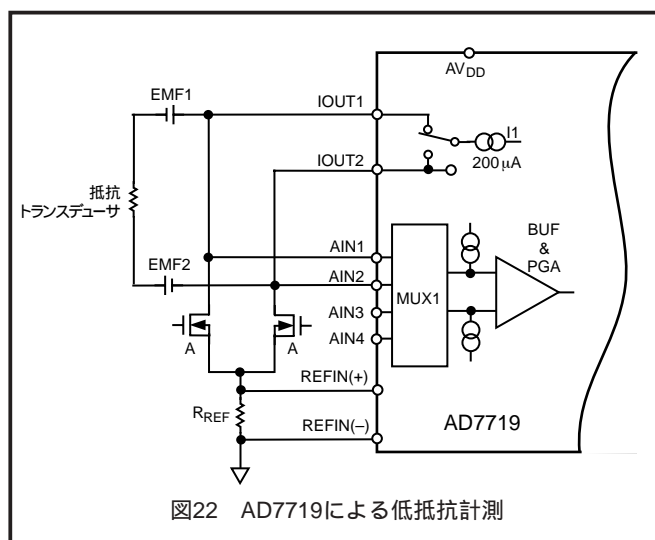 AV_DD
EMF1
IOUT1
I1
200μA
IOUT2
抵抗
トランスデューサ
BUF
&
PGA
AIN1
EMF2
AIN2
MUX1
AIN3
A
A
AIN4
REFIN(+)
R_REF
AD7719
REFIN(–)
図22 AD7719による低抵抗計測